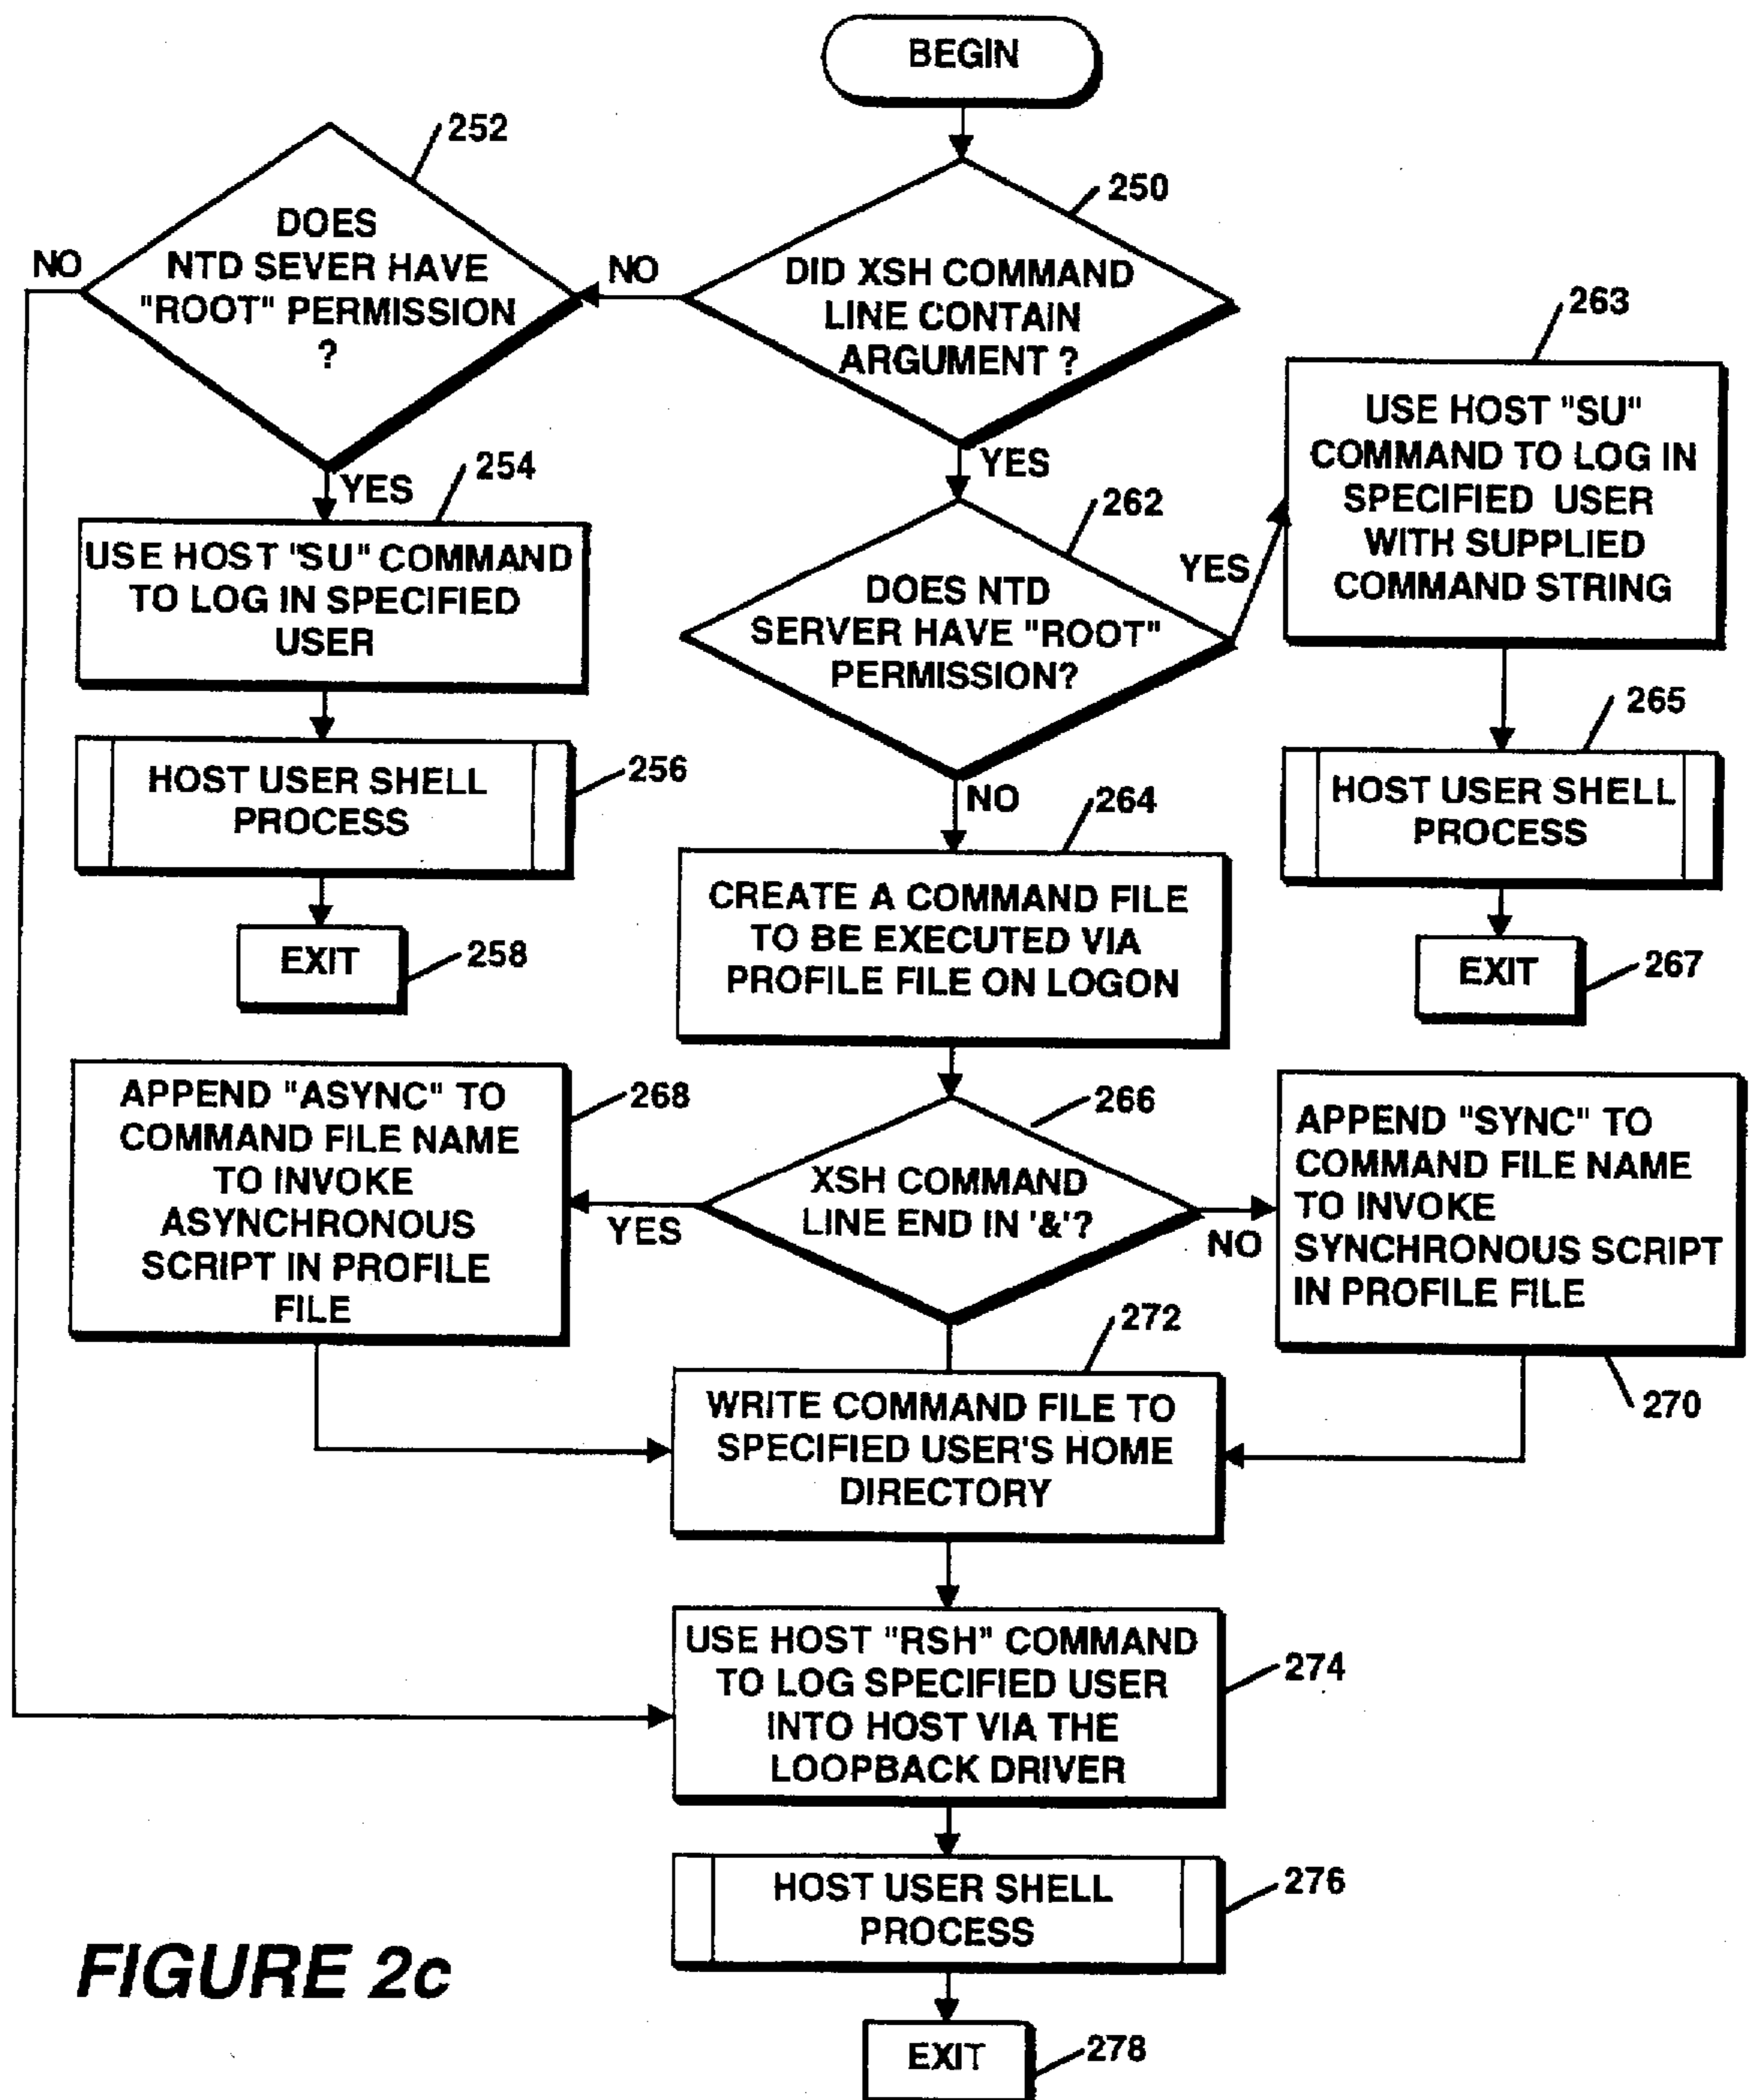 BEGIN
252
250
DOES
NTD SEVER HAVE
"ROOT" PERMISSION
?
NO
NO
DID XSH COMMAND
LINE CONTAIN
ARGUMENT ?
263
USE HOST "SU"
COMMAND TO LOG IN
SPECIFIED USER
WITH SUPPLIED
COMMAND STRING
YES
254
YES
262
USE HOST "SU" COMMAND
TO LOG IN SPECIFIED
USER
YES
DOES NTD
SERVER HAVE "ROOT"
PERMISSION?
265
HOST USER SHELL
PROCESS
256
NO
264
HOST USER SHELL
PROCESS
CREATE A COMMAND FILE
TO BE EXECUTED VIA
PROFILE FILE ON LOGON
EXIT
258
EXIT
267
APPEND "ASYNC" TO
COMMAND FILE NAME
TO INVOKE
ASYNCHRONOUS
SCRIPT IN PROFILE
FILE
268
266
XSH COMMAND
LINE END IN '&'?
YES
NO
APPEND "SYNC" TO
COMMAND FILE NAME
TO INVOKE
SYNCHRONOUS SCRIPT
IN PROFILE FILE
272
270
WRITE COMMAND FILE TO
SPECIFIED USER'S HOME
DIRECTORY
USE HOST "RSH" COMMAND
TO LOG SPECIFIED USER
INTO HOST VIA THE
LOOPBACK DRIVER
274
HOST USER SHELL
PROCESS
276
FIGURE 2c
EXIT
278